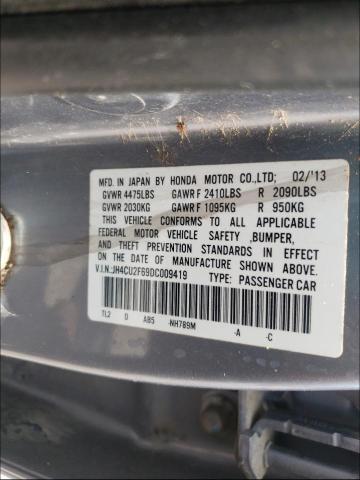 MFD. IN JAPAN BY HONDA MOTOR CO.,LTD; 02/'13
GVWR 4475LBS GAWR F 2410LBS R 2090LBS
GVWR 2030KG GAWR F 1095KG R 950KG
THIS VEHICLE CONFORMS TO ALL APPLICABLE
FEDERAL MOTOR VEHICLE SAFETY ,BUMPER,
AND THEFT PREVENTION STANDARDS IN EFFECT
ON THE DATE OF MANUFACTURE SHOWN ABOVE.
V.I.N.:JH4CU2F69DC009419 TYPE: PASSENGER CAR
TL2 D AB5 -NH789M -A -C